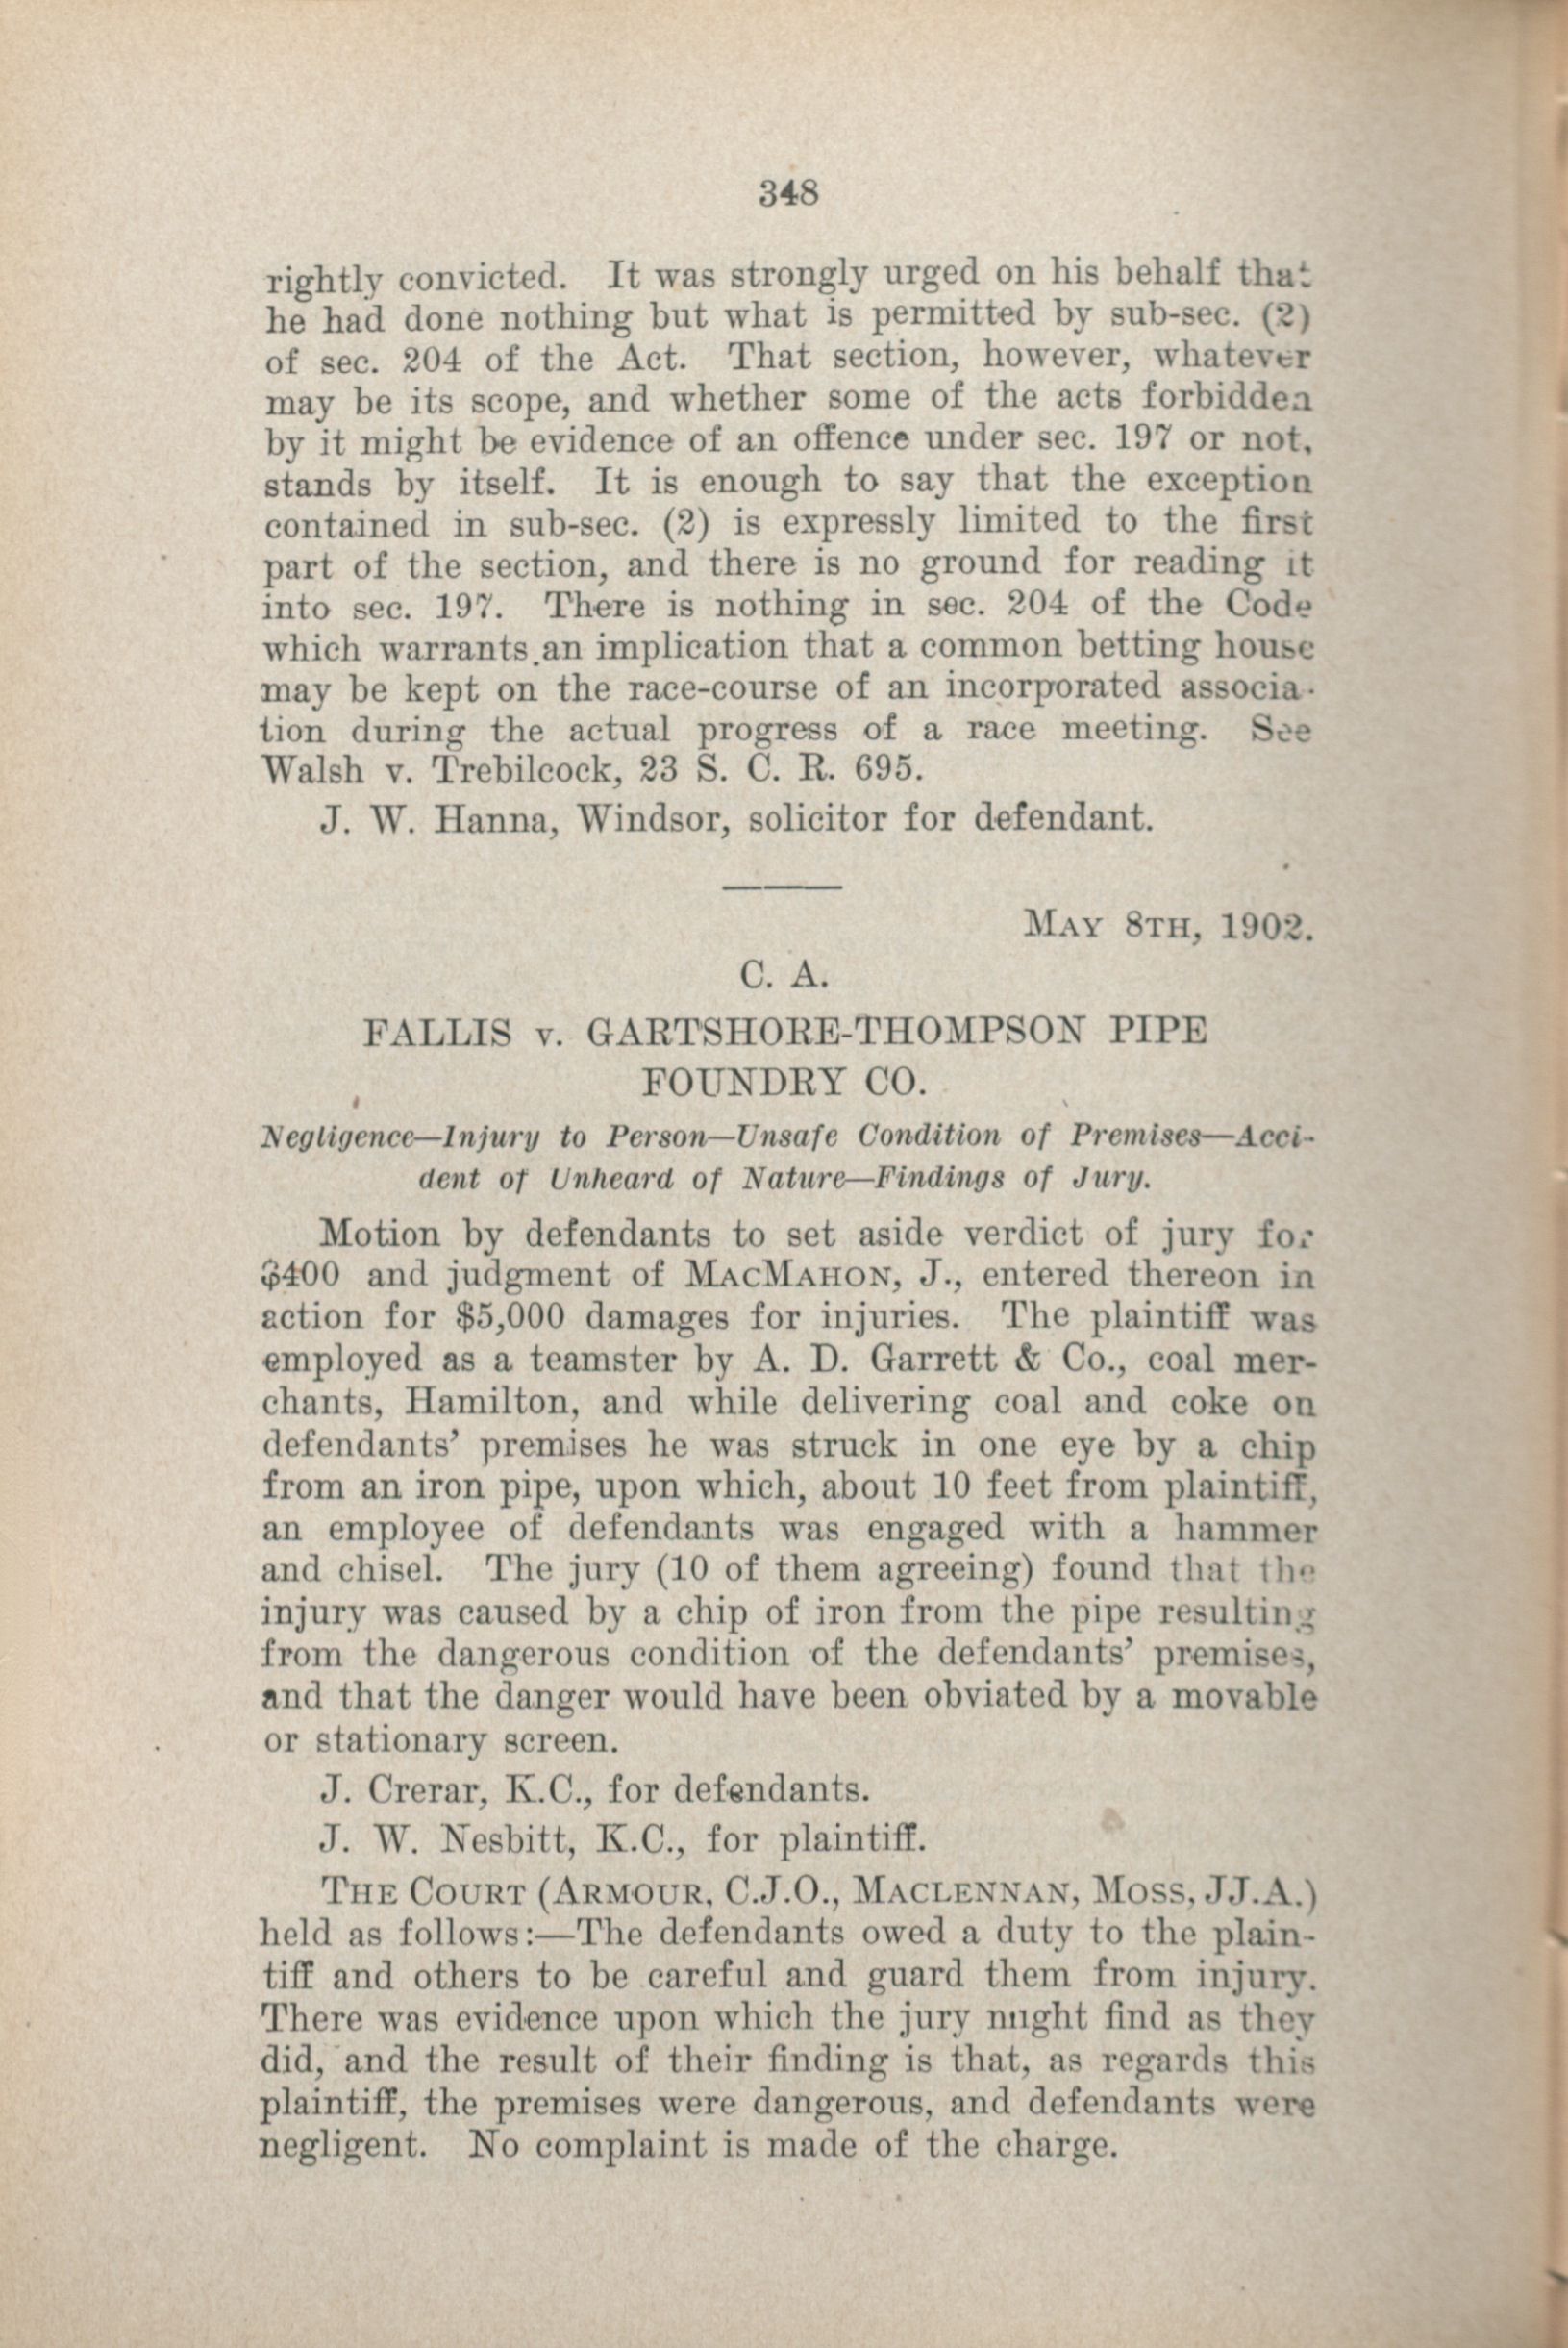 348
rightly convicted. It was strongly urged on his behalf that
he had done nothing but what is permitted by sub-sec. (2)
of sec. 204 of the Act. That section, however, whatever
may be its scope, and whether some of the acts forbidden
by it might be evidence of an offence under sec. 197 or not,
stands by itself. It is enough to say that the exception
contained in sub-sec. (2) is expressly limited to the first
part of the section, and there is no ground for reading it
into sec. 197. There is nothing in sec. 204 of the Code
which warrants an implication that a common betting house
may be kept on the race-course of an incorporated associa-
tion during the actual progress of a race meeting. See
Walsh v. Trebilcock, 23 S. C. R. 695.
J. W. Hanna, Windsor, solicitor for defendant.
MAY 8TH, 1902.
C. A.
FALLIS v. GARTSHORE-THOMPSON PIPE
FOUNDRY CO.
Negligence—Injury to Person—Unsafe Condition of Premises—Acci-
dent of Unheard of Nature—Findings of Jury.
Motion by defendants to set aside verdict of jury for
$400 and judgment of MACMAHON, J., entered thereon in
action for $5,000 damages for injuries. The plaintiff was
employed as a teamster by A. D. Garrett & Co., coal mer-
chants, Hamilton, and while delivering coal and coke on
defendants' premises he was struck in one eye by a chip
from an iron pipe, upon which, about 10 feet from plaintiff,
an employee of defendants was engaged with a hammer
and chisel. The jury (10 of them agreeing) found that the
injury was caused by a chip of iron from the pipe resulting
from the dangerous condition of the defendants' premises,
and that the danger would have been obviated by a movable
or stationary screen.
J. Crerar, K.C., for defendants.
J. W. Nesbitt, K.C., for plaintiff.
THE COURT (ARMOUR, C.J.O., MACLENNAN, MOSS, JJ.A.)
held as follows:—The defendants owed a duty to the plain-
tiff and others to be careful and guard them from injury.
There was evidence upon which the jury might find as they
did, and the result of their finding is that, as regards this
plaintiff, the premises were dangerous, and defendants were
negligent. No complaint is made of the charge.